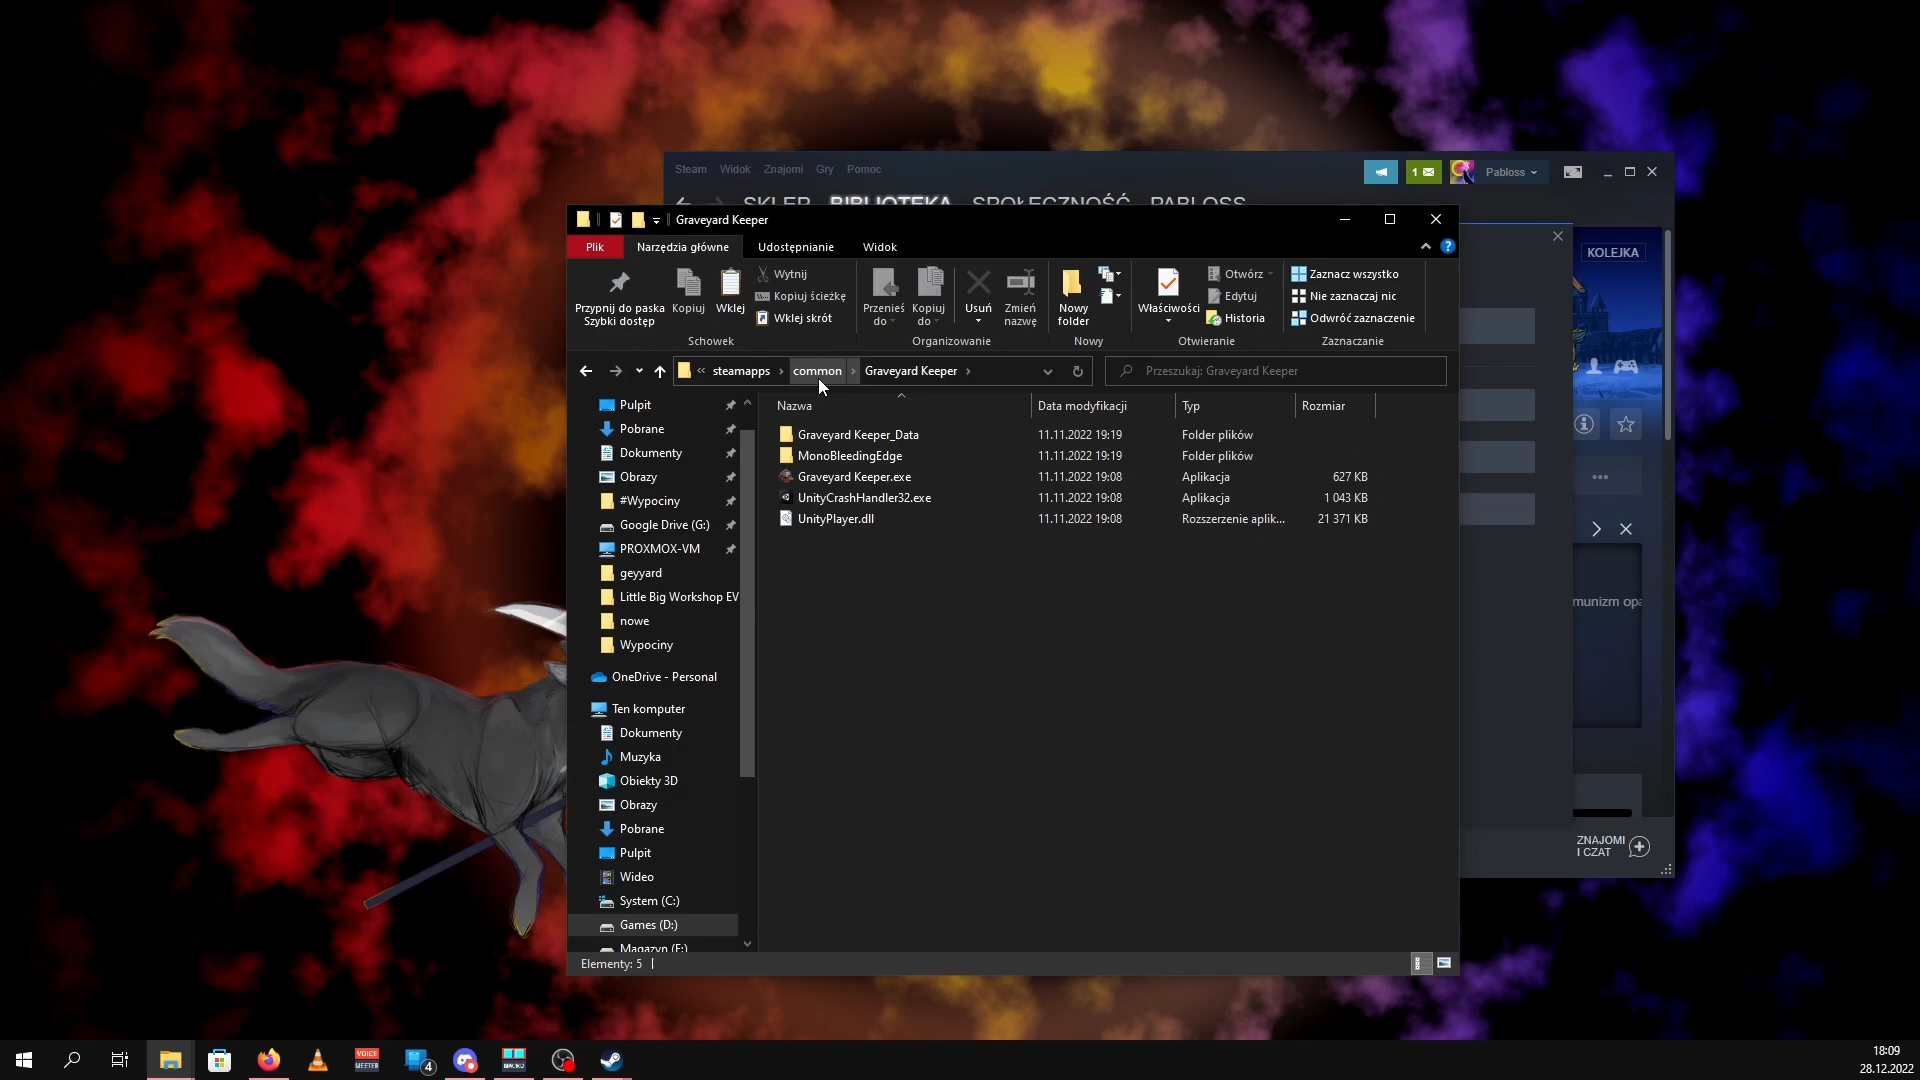 Steam Widok Znajomi Gry Pomoc
1 Pabloss
SKLEP BIBLIOTEKA SPOŁECZNOŚĆ PABLOSS
Graveyard Keeper
Plik Narzędzia główne Udostępnianie Widok
KOLEJKA
Przypnij do paska
Szybki dostęp
Kopiuj
Wklej
Wytnij
Kopiuj ścieżkę
Wklej skrót
Schowek
Przenieś
do
Kopiuj
do
Usuń
Zmień
nazwę
Organizowanie
Nowy
folder
Nowy
Właściwości
Otwórz
Edytuj
Historia
Otwieranie
Zaznacz wszystko
Nie zaznaczaj nic
Odwróć zaznaczenie
Zaznaczanie
steamapps common Graveyard Keeper
Przeszukaj: Graveyard Keeper
Pulpit
Pobrane
Dokumenty
Obrazy
#Wypociny
Google Drive (G:)
PROXMOX-VM
geyyard
Little Big Workshop EV
nowe
Wypociny
OneDrive - Personal
Ten komputer
Dokumenty
Muzyka
Obiekty 3D
Obrazy
Pobrane
Pulpit
Wideo
System (C:)
Games (D:)
Magazyn (E:)
Nazwa Data modyfikacji Typ Rozmiar
Graveyard Keeper_Data 11.11.2022 19:19 Folder plików
MonoBleedingEdge 11.11.2022 19:19 Folder plików
Graveyard Keeper.exe 11.11.2022 19:08 Aplikacja 627 KB
UnityCrashHandler32.exe 11.11.2022 19:08 Aplikacja 1 043 KB
UnityPlayer.dll 11.11.2022 19:08 Rozszerzenie aplik... 21 371 KB
munizm opa
ZNAJOMI
I CZAT
Elementy: 5
VOICE
MEETER
4
MACRO
18:09
28.12.2022